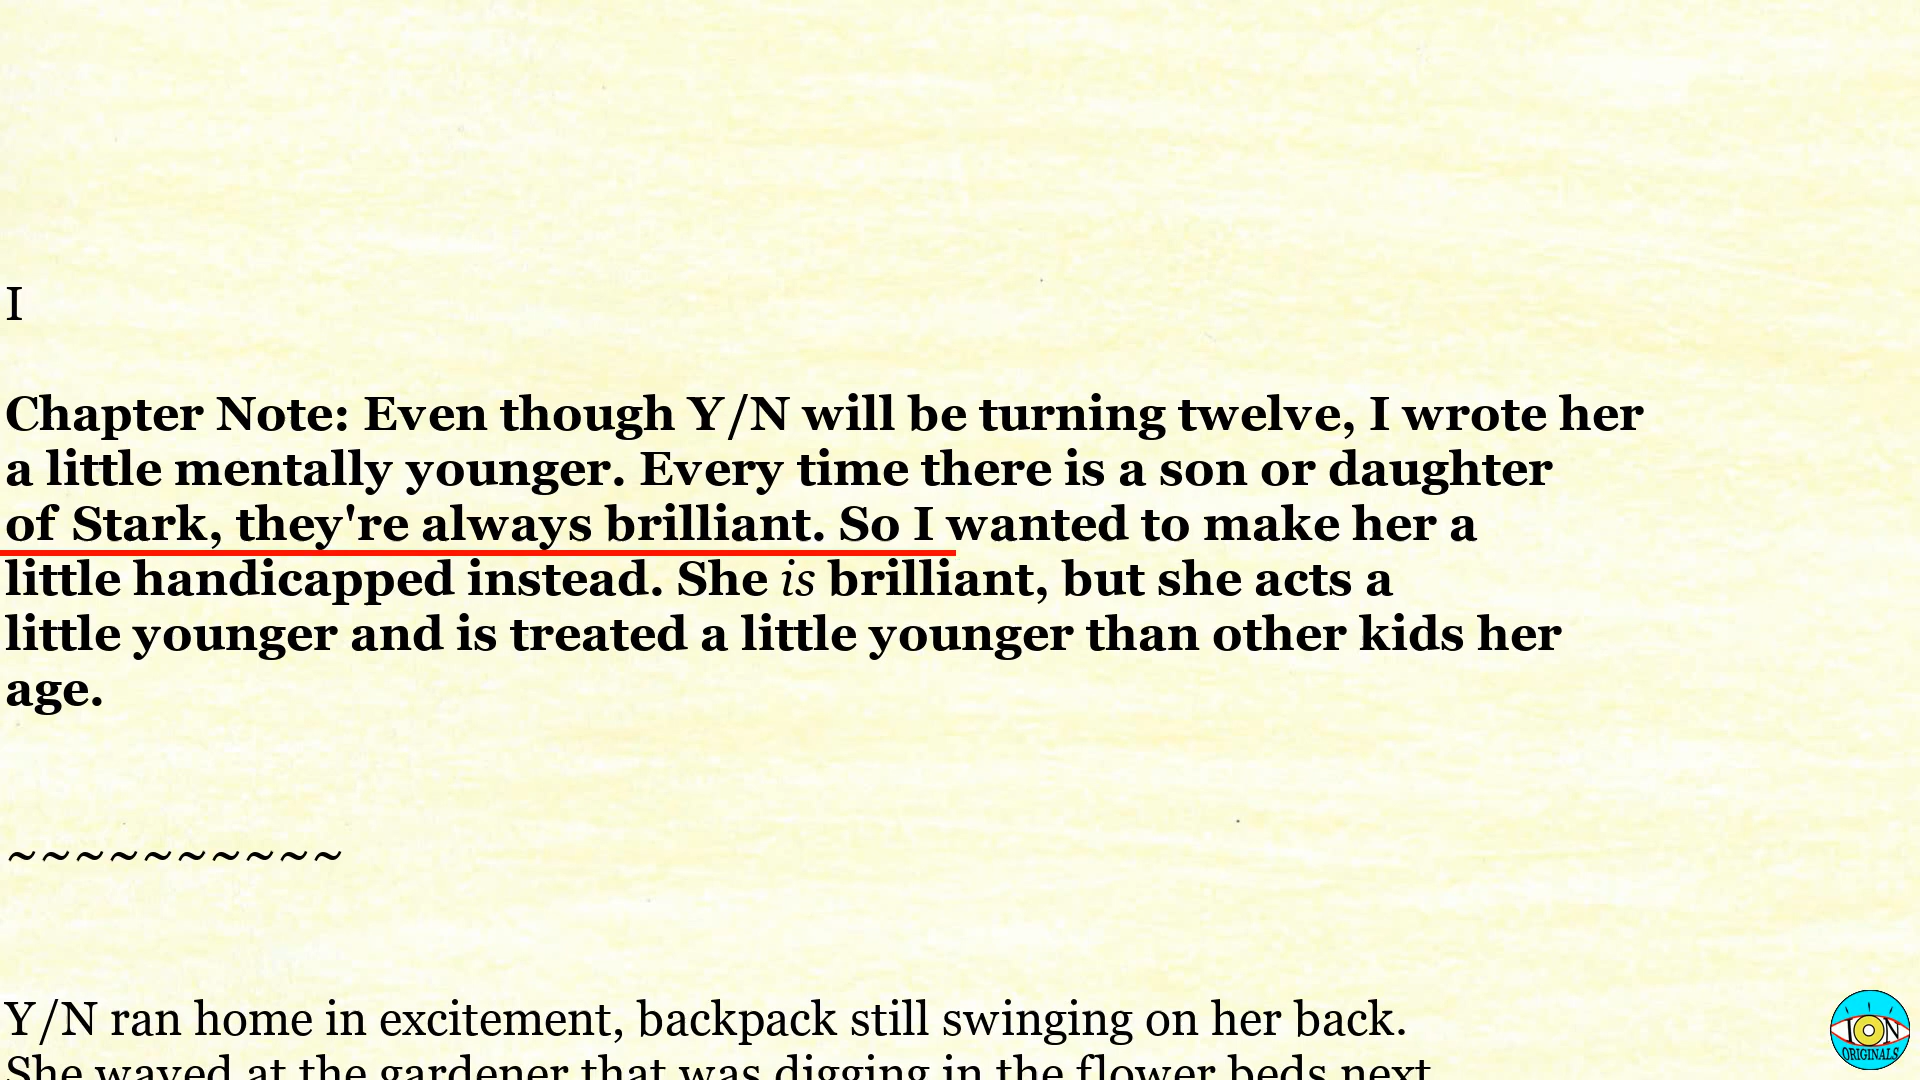 I
Chapter Note: Even though Y/N will be turning twelve, I wrote her
a little mentally younger. Every time there is a son or daughter
of Stark, they're always brilliant. So I wanted to make her a
little handicapped instead. She is brilliant, but she acts a
little younger and is treated a little younger than other kids her
age.
~~~~~~~~~~
Y/N ran home in excitement, backpack still swinging on her back.
She waved at the gardener that was digging in the flower beds next
ION
ORIGINALS